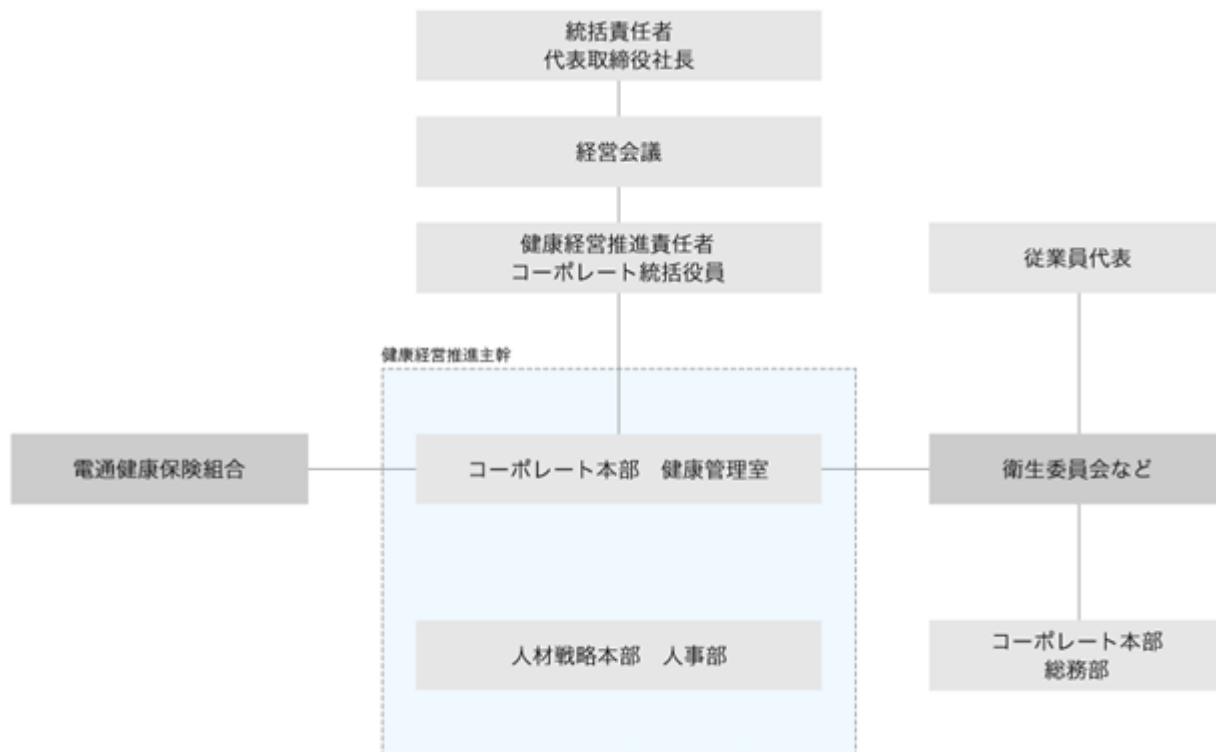 統括責任者
代表取締役社長
経営会議
健康経営推進責任者
コーポレート統括役員
従業員代表
健康経営推進主幹
電通健康保険組合
コーポレート本部　健康管理室
衛生委員会など
人材戦略本部　人事部
コーポレート本部
総務部